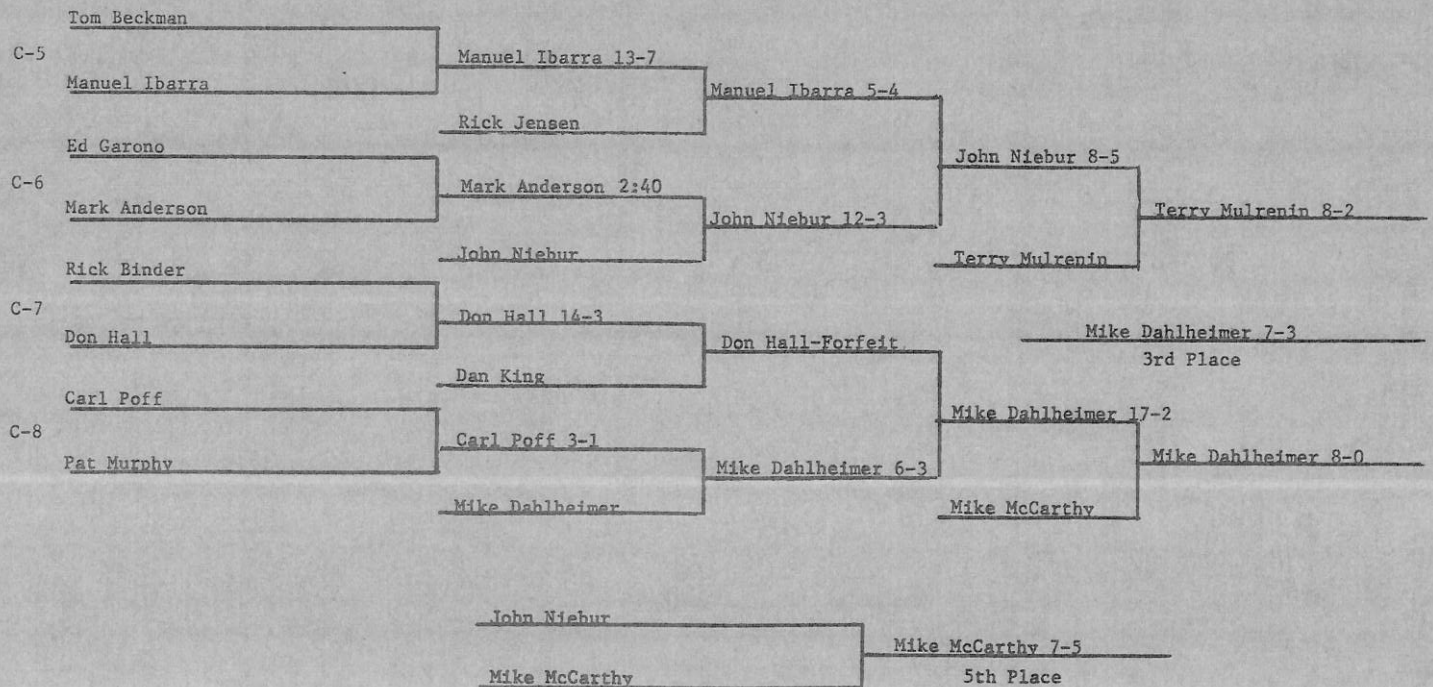 Tom Beckman
C-5
Manuel Ibarra 13-7
Manuel Ibarra
Manuel Ibarra 5-4
Rick Jensen
Ed Garono
John Niebur 8-5
C-6
Mark Anderson 2:40
Mark Anderson
John Niebur 12-3
Terry Mulrenin 8-2
John Niebur
Terry Mulrenin
Rick Binder
C-7
Don Hall 14-3
Don Hall
Don Hall-Forfeit
Mike Dahlheimer 7-3
3rd Place
Dan King
Carl Poff
Mike Dahlheimer 17-2
C-8
Carl Poff 3-1
Pat Murphy
Mike Dahlheimer 6-3
Mike Dahlheimer 8-0
Mike Dahlheimer
Mike McCarthy
John Niebur
Mike McCarthy 7-5
5th Place
Mike McCarthy